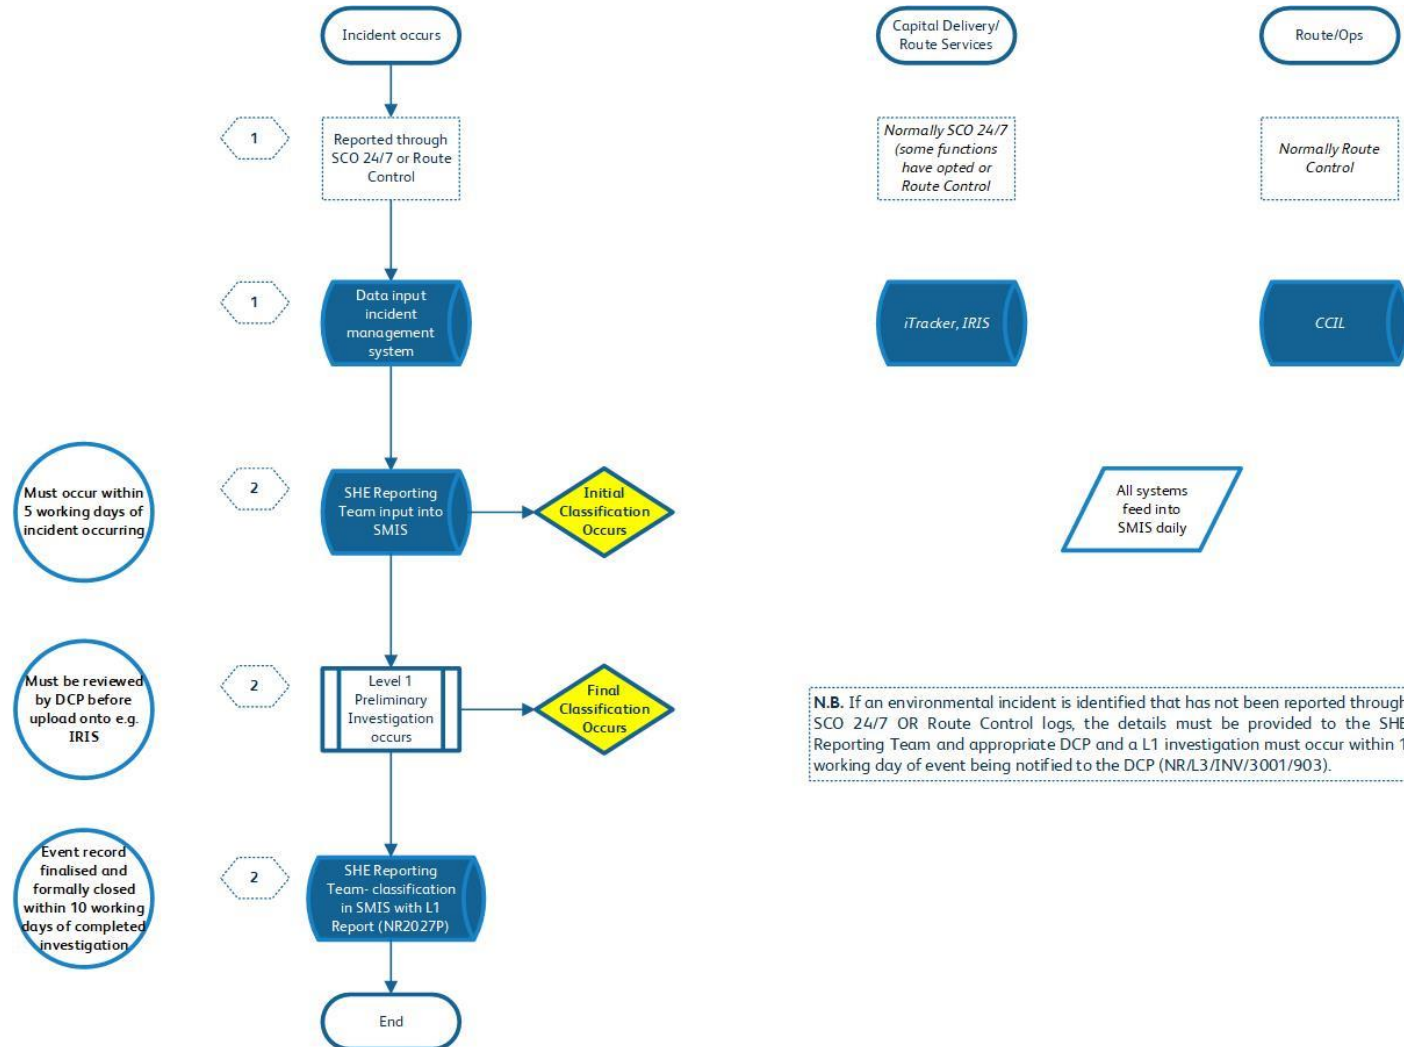 Incident occurs
Capital Delivery/
Route Services
Route/Ops
1
Reported through
SCO 24/7 or Route
Control
Normally SCO 24/7
(some functions
have opted or
Route Control
Normally Route
Control
1
Data input
incident
management
system
iTracker, IRIS
CCIL
Must occur within
5 working days of
incident occurring
2
SHE Reporting
Team input into
SMIS
Initial
Classification
Occurs
All systems
feed into
SMIS daily
Must be reviewed
by DCP before
upload onto e.g.
IRIS
2
Level 1
Preliminary
Investigation
occurs
Final
Classification
Occurs
N.B. If an environmental incident is identified that has not been reported through
SCO 24/7 OR Route Control logs, the details must be provided to the SHE
Reporting Team and appropriate DCP and a L1 investigation must occur within 1
working day of event being notified to the DCP (NR/L3/INV/3001/903).
Event record
finalised and
formally closed
within 10 working
days of completed
investigation
2
SHE Reporting
Team- classification
in SMIS with L1
Report (NR2027P)
End